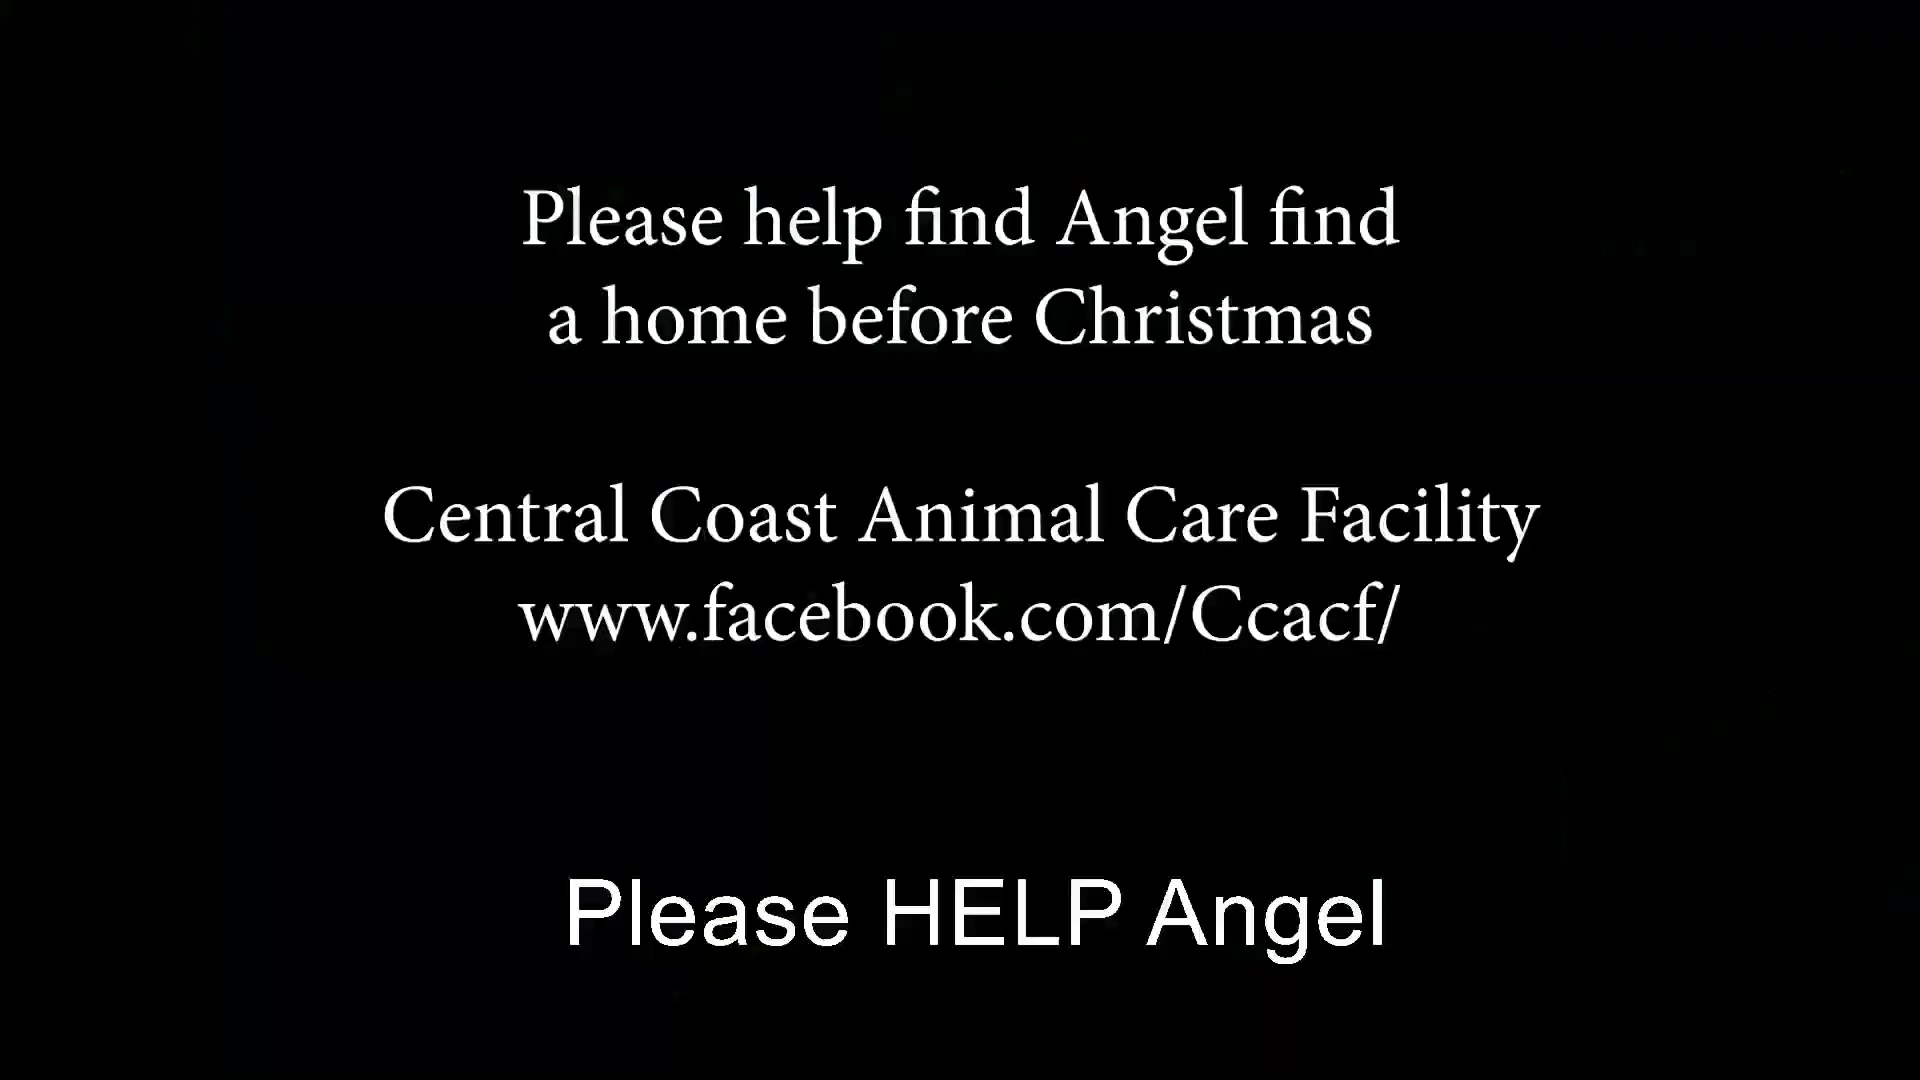 Please help find Angel find
a home before Christmas
Central Coast Animal Care Facility
www.facebook.com/Ccacf/
Please HELP Angel